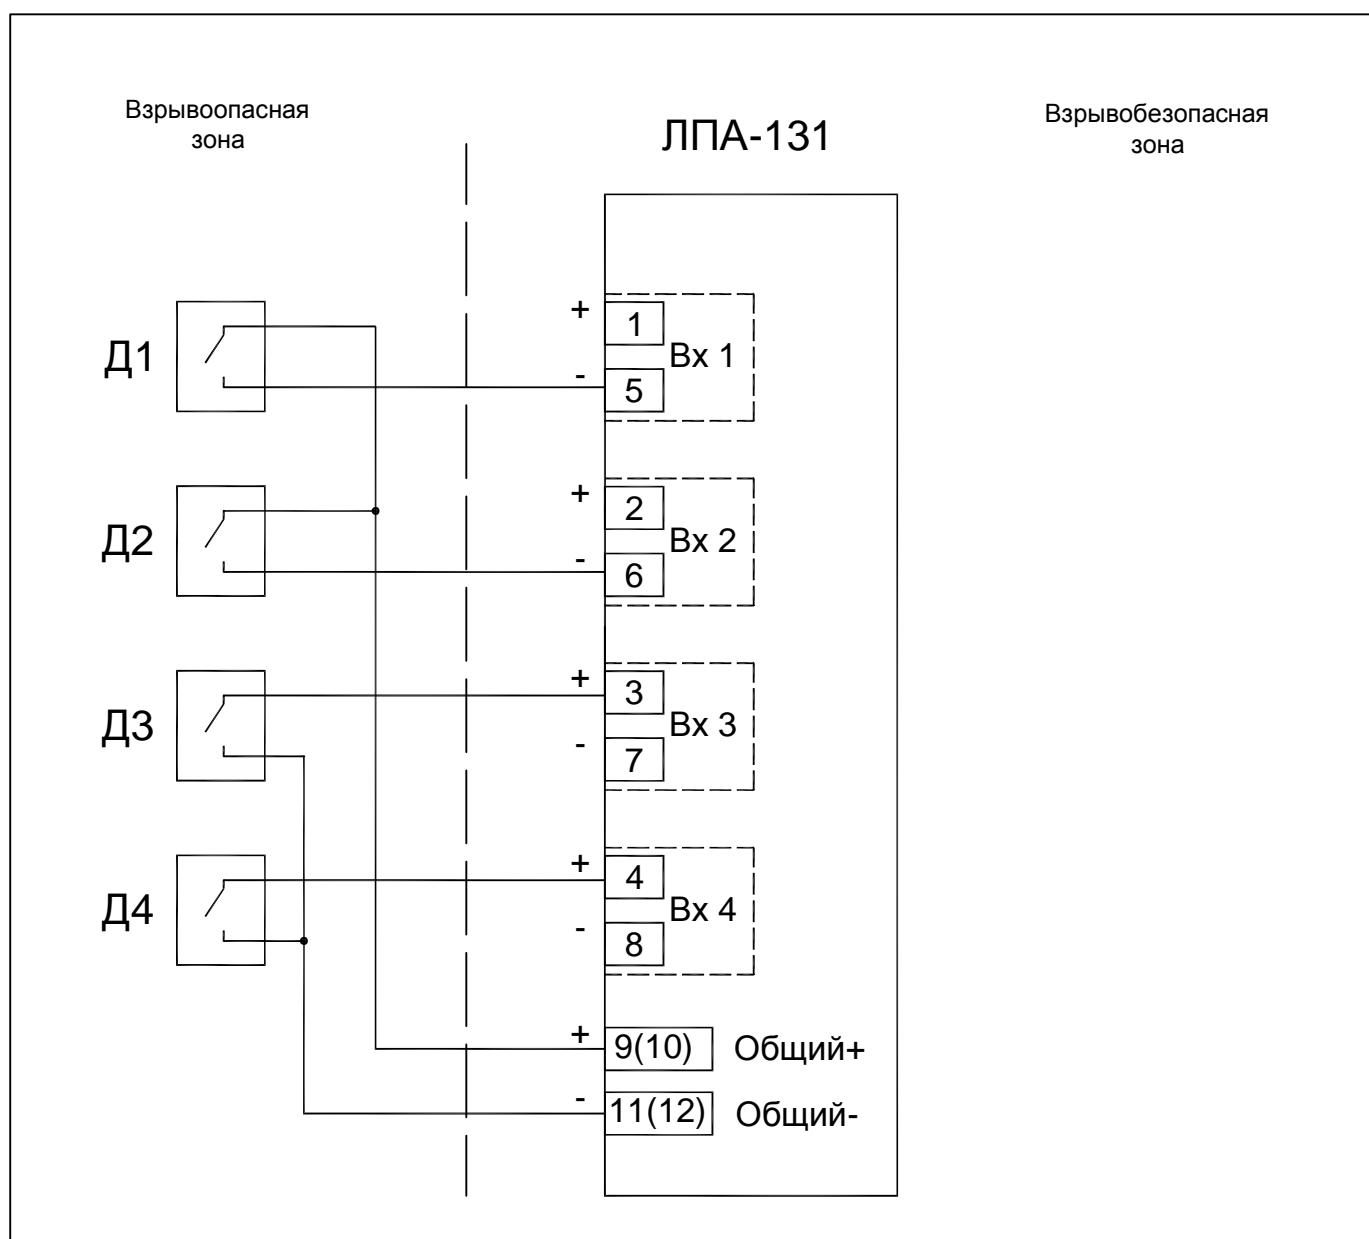 Взрывоопасная
зона
ЛПА-131
Взрывобезопасная
зона
Д1
+
1
Вх 1
-
5
Д2
+
2
Вх 2
-
6
Д3
+
3
Вх 3
-
7
Д4
+
4
Вх 4
-
8
+
9(10)
Общий+
-
11(12)
Общий-